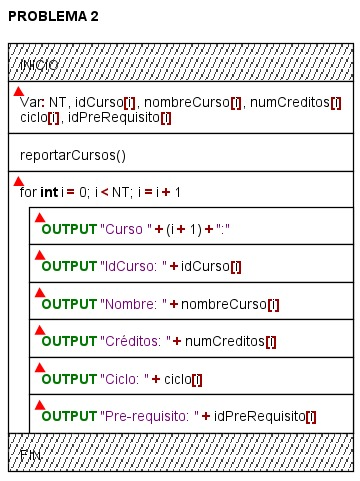 PROBLEMA 2
INICIO
Var: NT, idCurso[i], nombreCurso[i], numCreditos[i]
ciclo[i], idPreRequisito[i]
reportarCursos()
for int i = 0; i < NT; i = i + 1
OUTPUT "Curso " + (i + 1) + ":"
OUTPUT "IdCurso: " + idCurso[i]
OUTPUT "Nombre: " + nombreCurso[i]
OUTPUT "Créditos: " + numCreditos[i]
OUTPUT "Ciclo: " + ciclo[i]
OUTPUT "Pre-requisito: " + idPreRequisito[i]
FIN